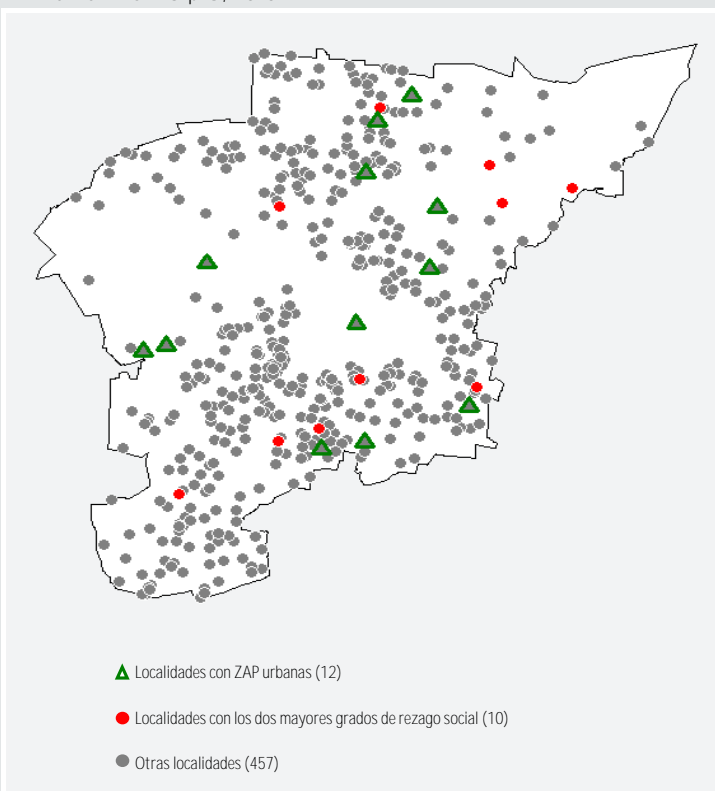 Localidades con ZAP urbanas (12)
Localidades con los dos mayores grados de rezago social (10)
Otras localidades (457)